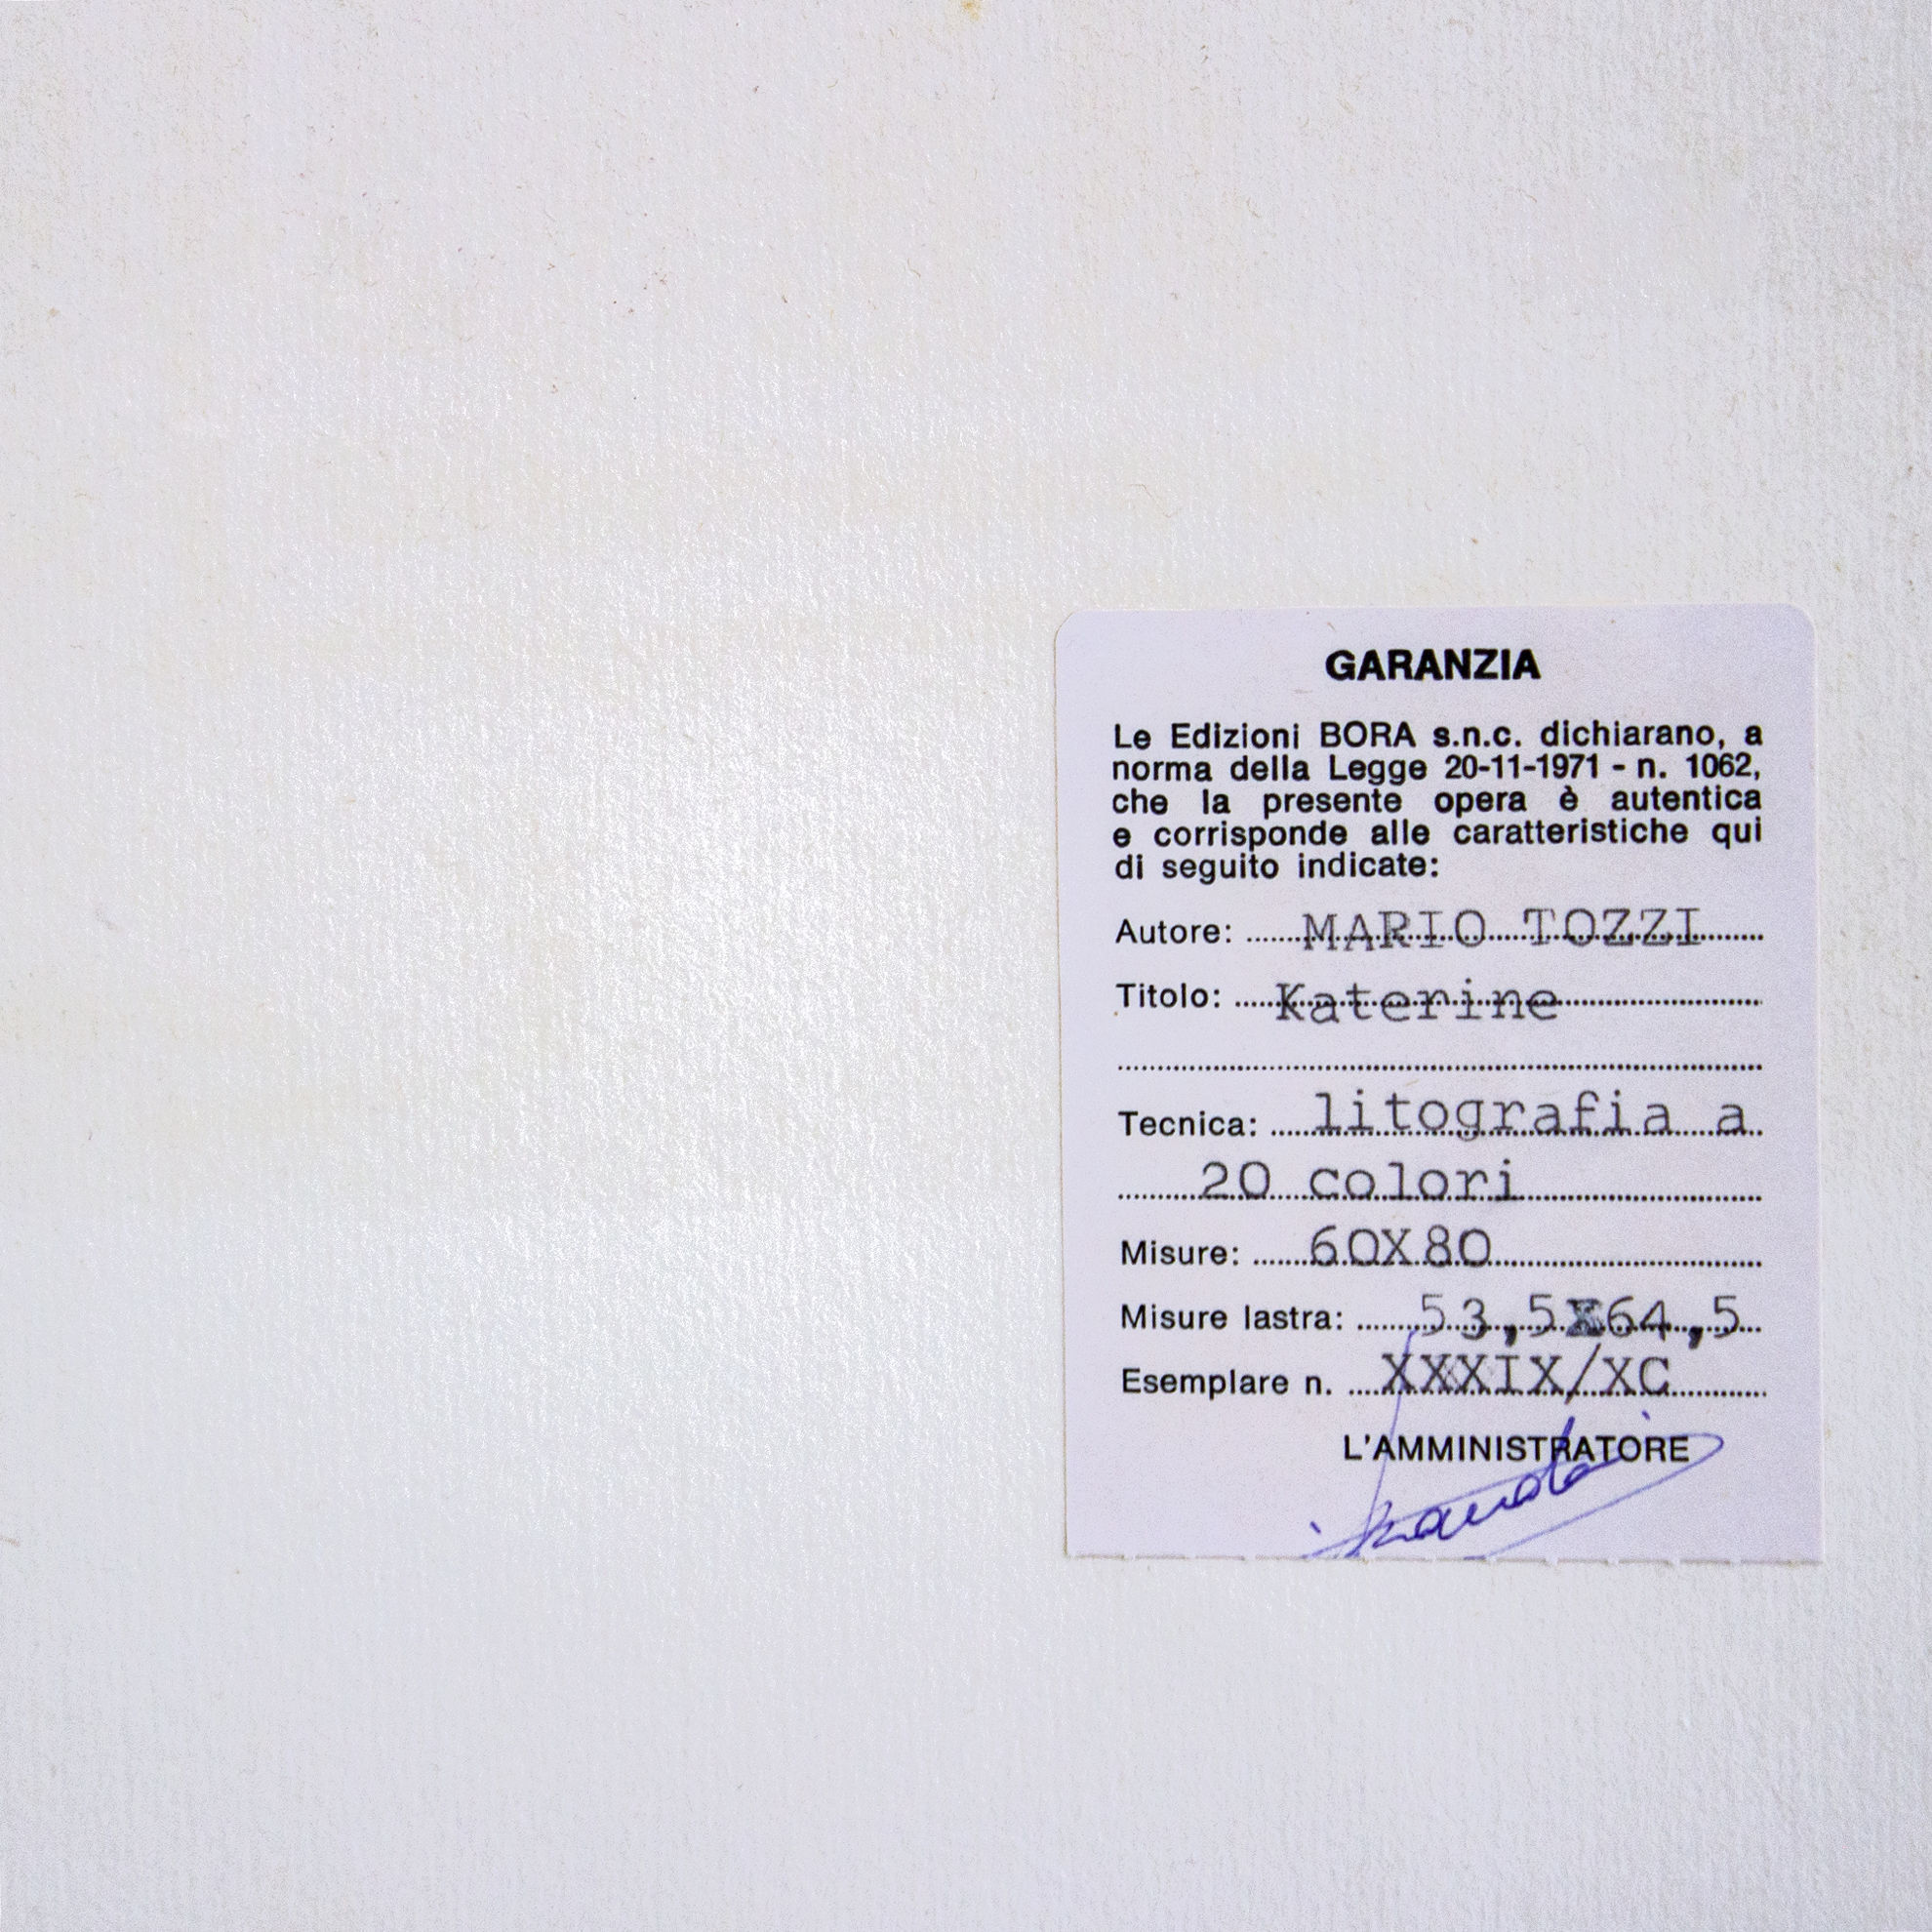 GARANZIA
Le Edizioni BORA s.n.c. dichiarano, a
norma della Legge 20-11-1971 - n. 1062,
che la presente opera è autentica
e corrisponde alle caratteristiche qui
di seguito indicate:
Autore: MARIO TOZZI
Titolo: Katerine
Tecnica: litografia a
20 colori
Misure: 60X80
Misure lastra: 53,5x64,5
Esemplare n. XXXIX/XC
L'AMMINISTRATORE